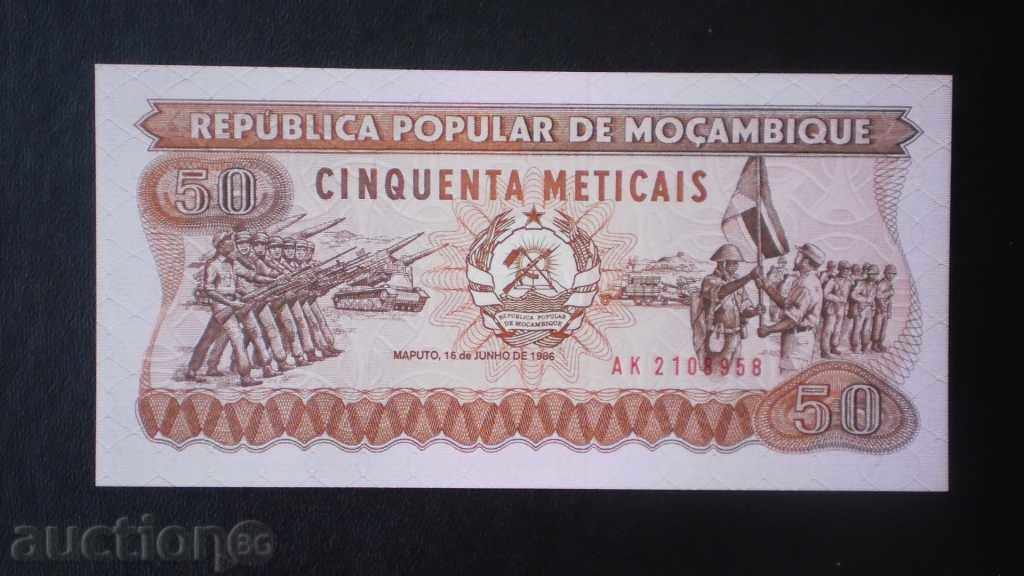 REPÚBLICA POPULAR DE MOÇAMBIQUE
50
CINQUENTA METICAIS
REPÚBLICA POPULAR
DE MOÇAMBIQUE
MAPUTO, 16 de JUNHO DE 1986
AK 2108958
50
auction BG